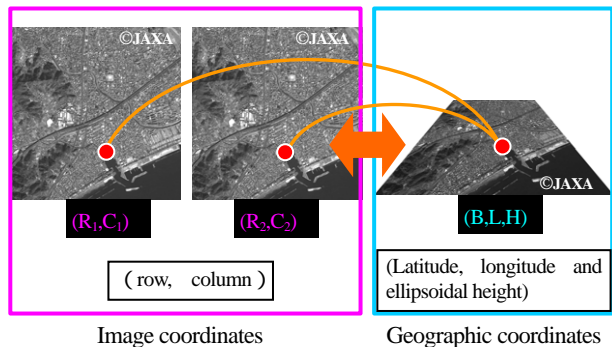 ©JAXA
©JAXA
©JAXA
(R₁,C₁)
(R₂,C₂)
(B,L,H)
(row, column)
(Latitude, longitude and
ellipsoidal height)
Image coordinates
Geographic coordinates